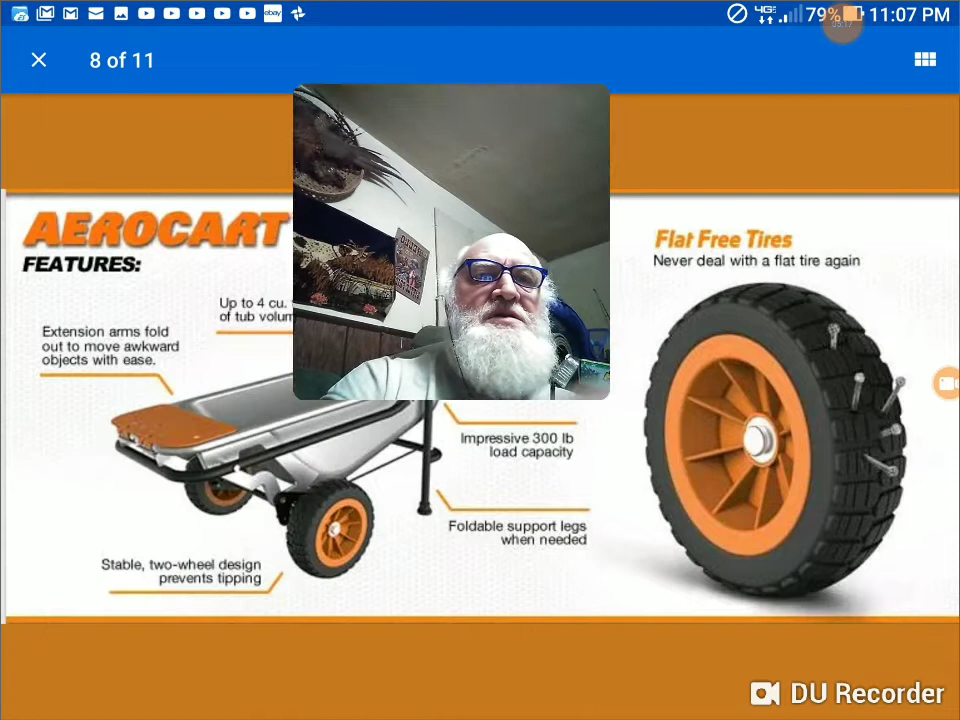 ebay 4G 79% 11:07 PM
8 of 11
AEROCART
FEATURES:
Up to 4 cu.
of tub volum
Extension arms fold
out to move awkward
objects with ease.
Impressive 300 lb
load capacity
Foldable support legs
when needed
Stable, two-wheel design
prevents tipping
Flat Free Tires
Never deal with a flat tire again
DU Recorder